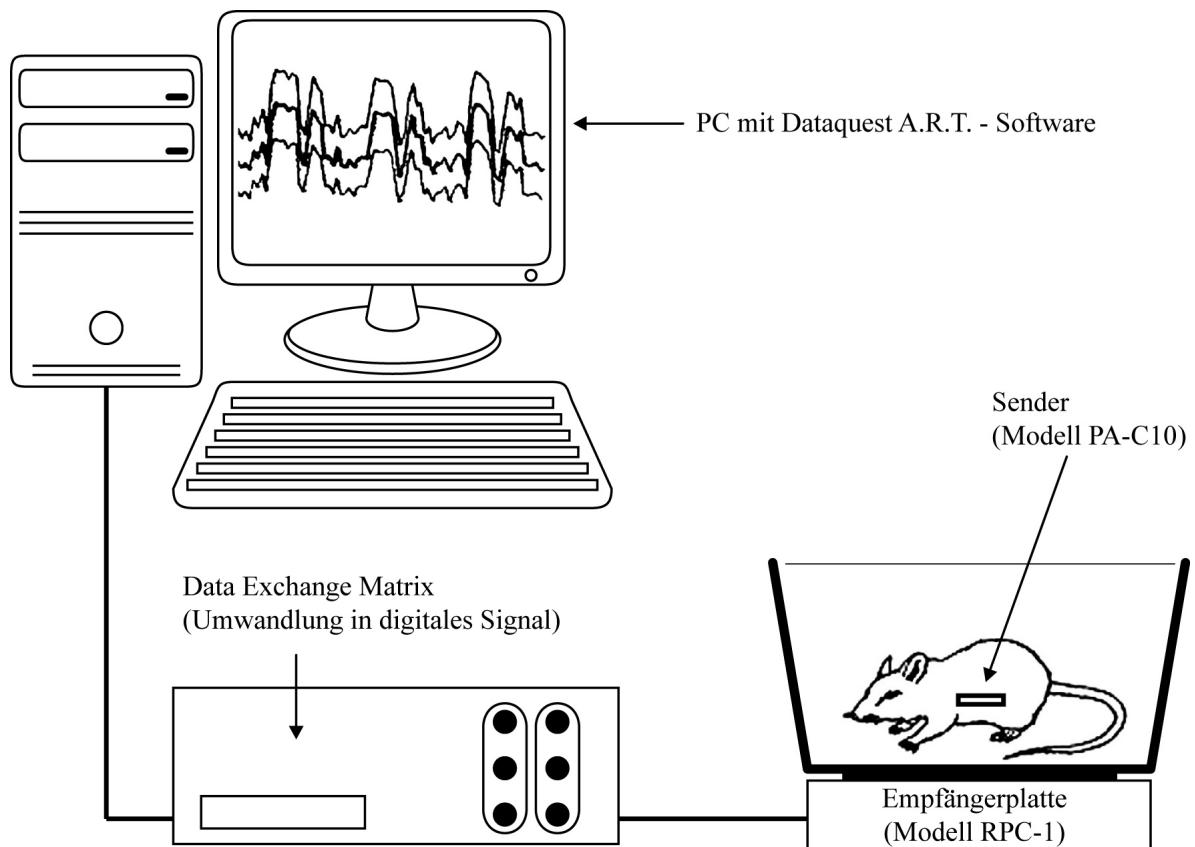 PC mit Dataquest A.R.T. - Software
Sender
(Modell PA-C10)
Data Exchange Matrix
(Umwandlung in digitales Signal)
Empfängerplatte
(Modell RPC-1)